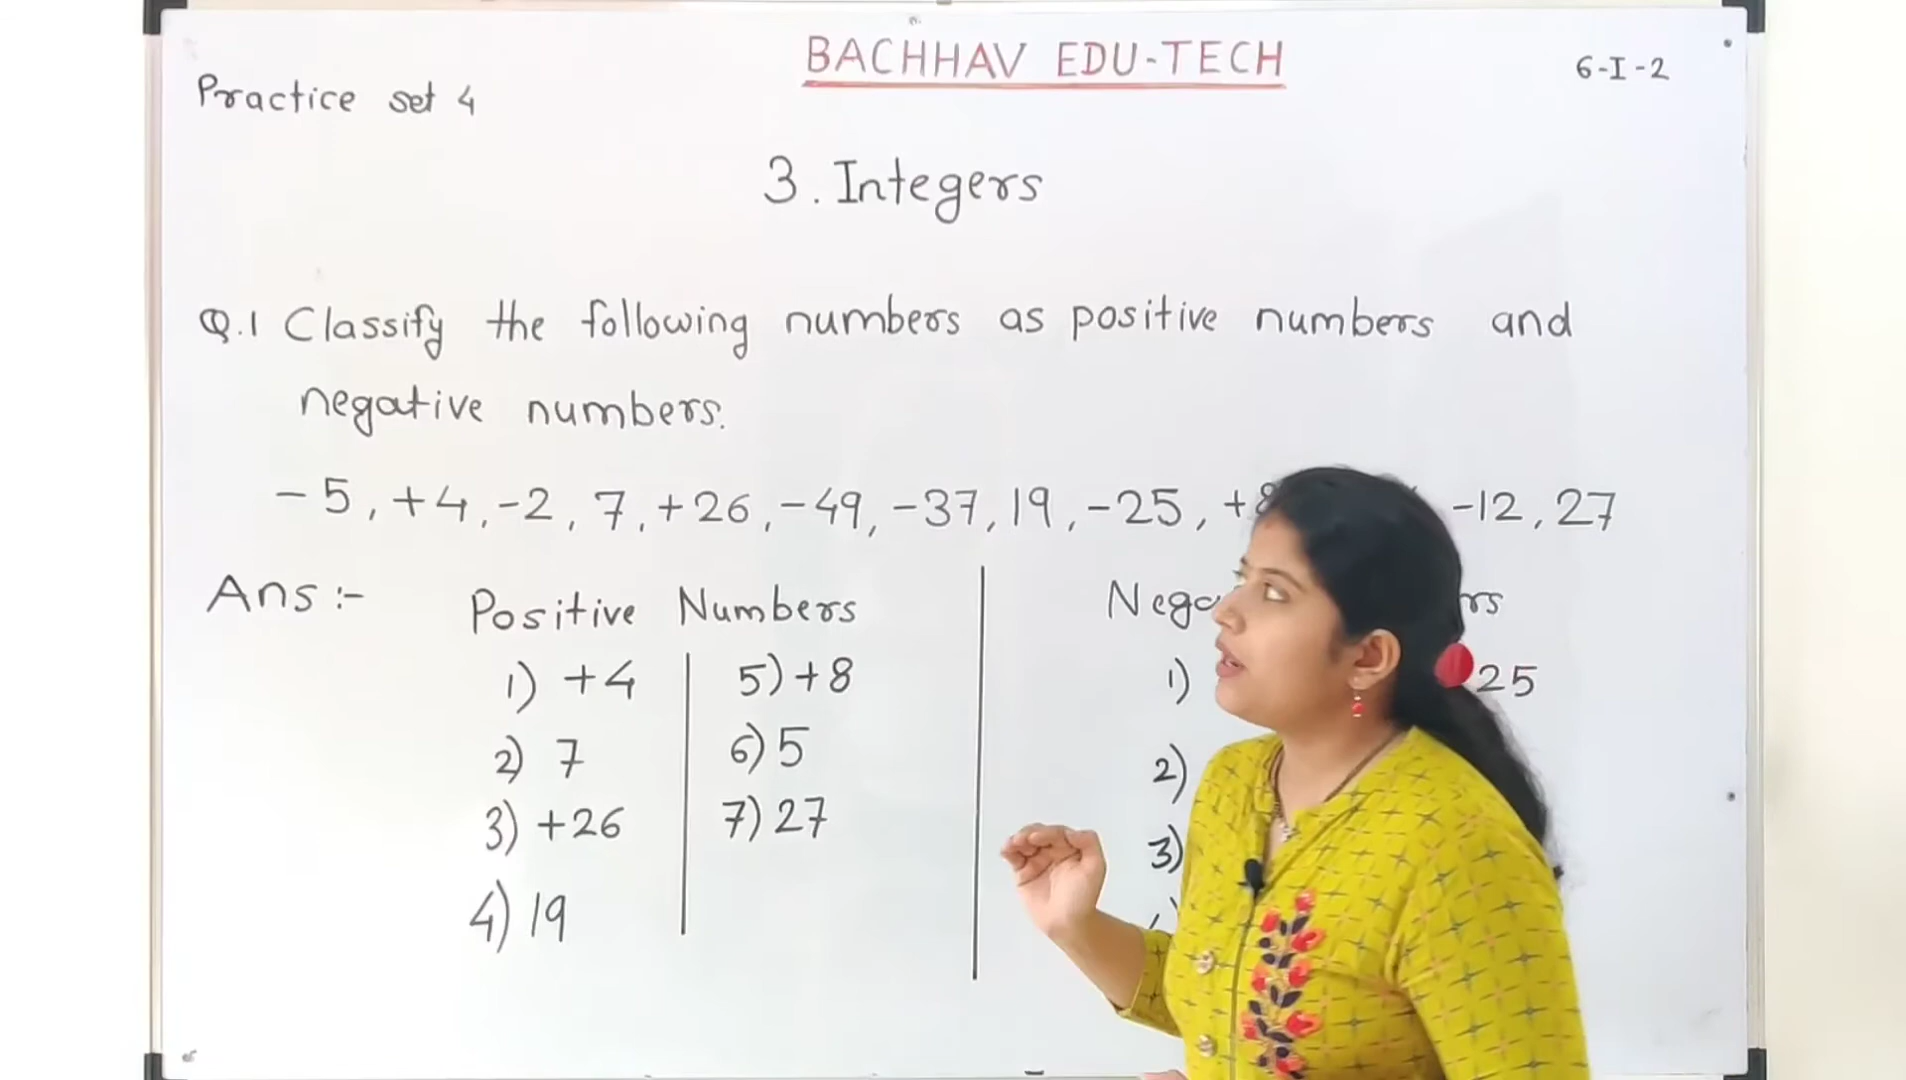 BACHHAV EDU-TECH
6-I-2
Practice set 4
3. Integers
Q.1 Classify the following numbers as positive numbers and
negative numbers.
-5, +4, -2, 7, +26, -49, -37, 19, -25, +8 -12, 27
Ans :-
Positive Numbers
1) +4 5) +8
2) 7 6) 5
3) +26 7) 27
4) 19
1) 25
2)
3)